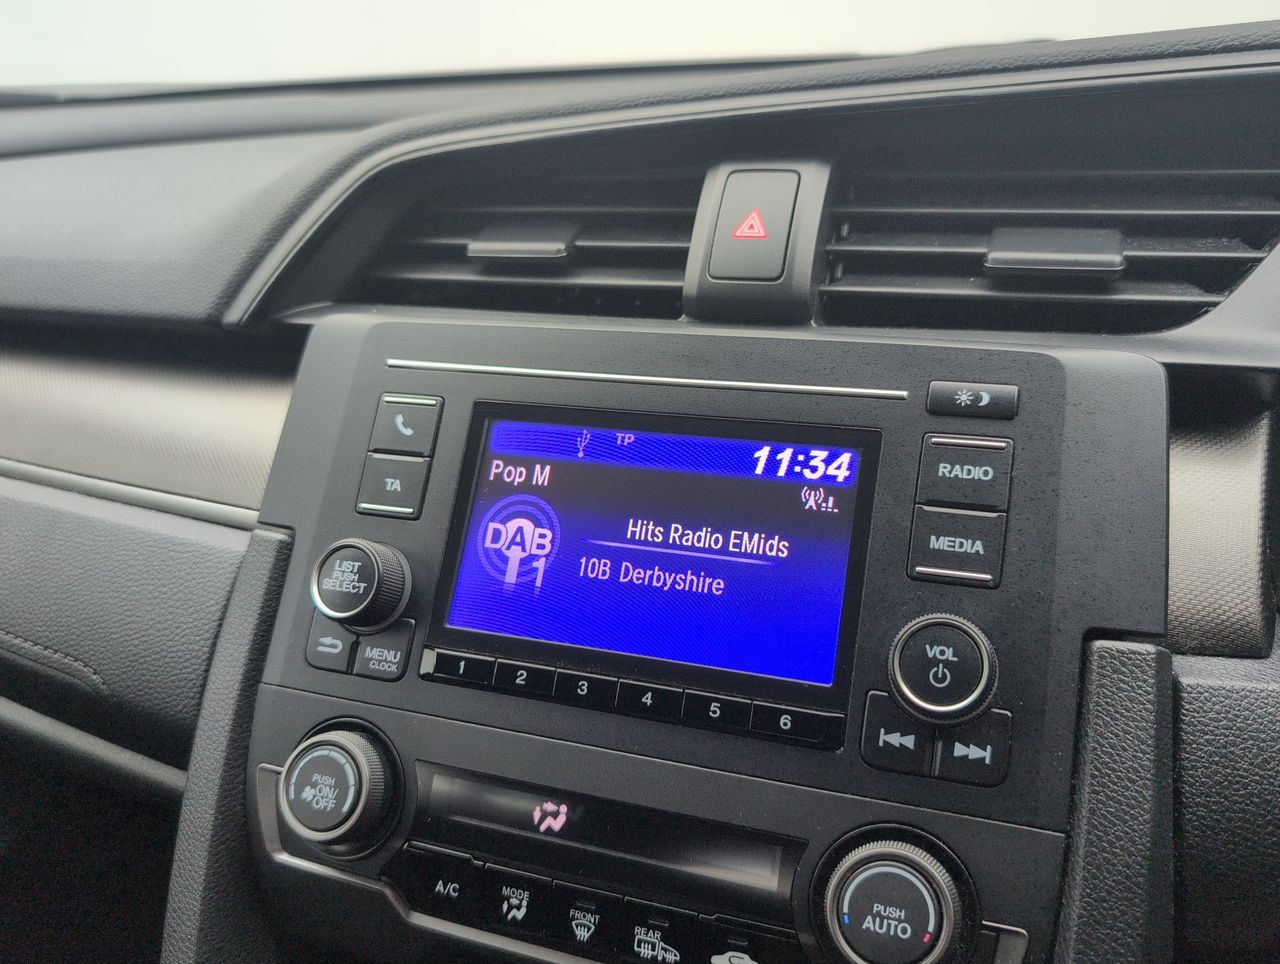 TP
11:34
Pop M
DAB
1
Hits Radio EMids
10B Derbyshire
TA
LIST
PUSH
SELECT
MENU
CLOCK
RADIO
MEDIA
VOL
1 2 3 4 5 6
PUSH
ON/
OFF
A/C
MODE
FRONT
REAR
PUSH
AUTO